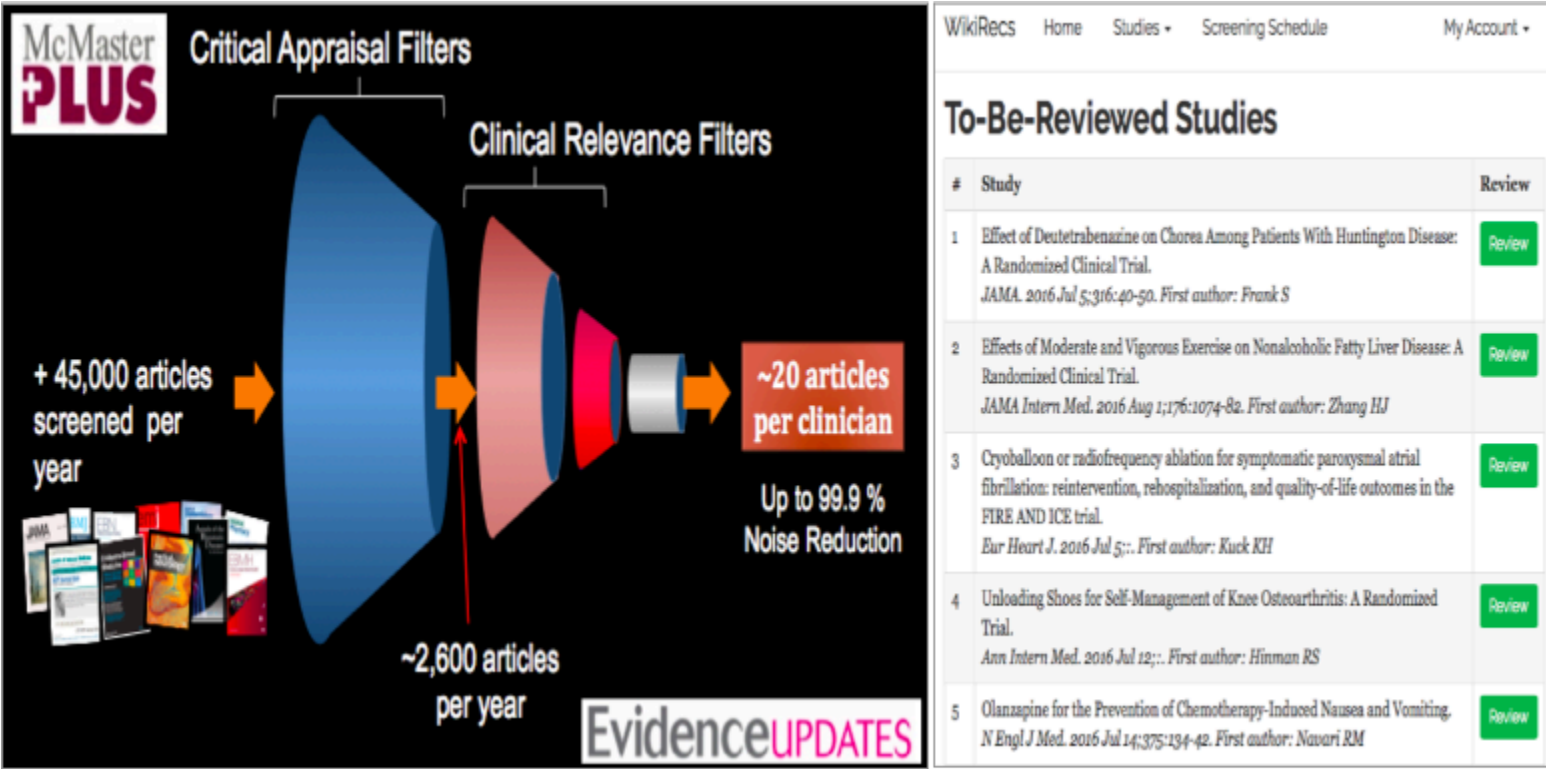 McMaster
PLUS
Critical Appraisal Filters
Clinical Relevance Filters
+ 45,000 articles
screened per
year
~20 articles
per clinician
Up to 99.9 %
Noise Reduction
JAMA
~2,600 articles
per year
EvidenceUPDATES
WikiRecs Home Studies Screening Schedule My Account
To-Be-Reviewed Studies
# Study Review
1 Effect of Deutetrabenazine on Chorea Among Patients With Huntington Disease: Review
A Randomized Clinical Trial.
JAMA. 2016 Jul 5;316:40-50. First author: Frank S
2 Effects of Moderate and Vigorous Exercise on Nonalcoholic Fatty Liver Disease: A Review
Randomized Clinical Trial.
JAMA Intern Med. 2016 Aug 1;176:1074-82. First author: Zhang HJ
3 Cryoballoon or radiofrequency ablation for symptomatic paroxysmal atrial Review
fibrillation: reintervention, rehospitalization, and quality-of-life outcomes in the
FIRE AND ICE trial.
Eur Heart J. 2016 Jul 5;:. First author: Kuck KH
4 Unloading Shoes for Self-Management of Knee Osteoarthritis: A Randomized Review
Trial.
Ann Intern Med. 2016 Jul 12;:. First author: Hinman RS
5 Olanzapine for the Prevention of Chemotherapy-Induced Nausea and Vomiting. Review
N Engl J Med. 2016 Jul 14;375:134-42. First author: Navari RM